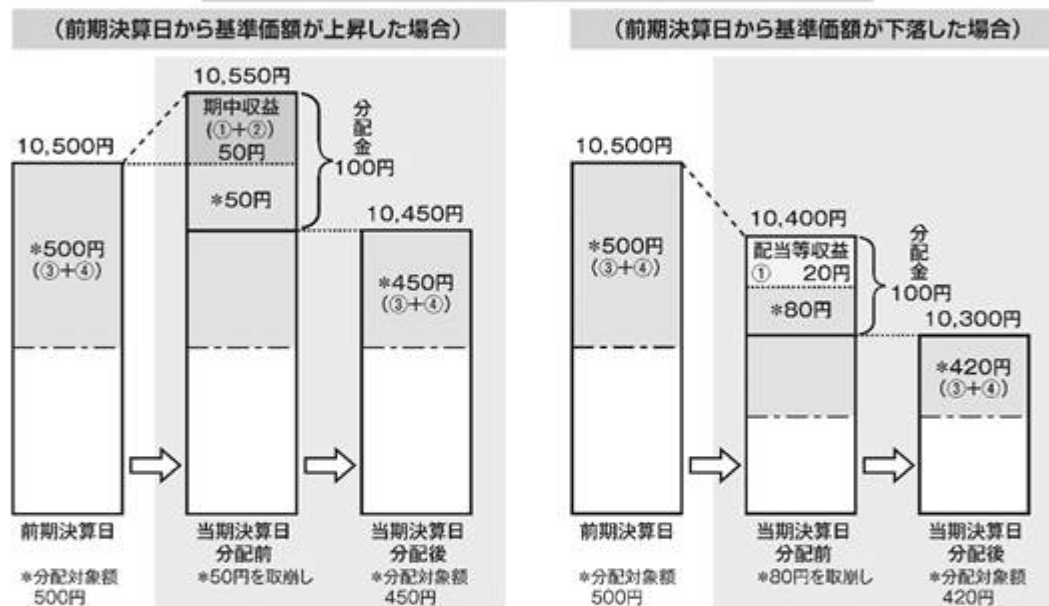 (前期決算日から基準価額が上昇した場合)
10,550円
期中収益
(①+②)
50円
*50円
分配金
100円
10,500円
*500円
(③+④)
10,450円
*450円
(③+④)
前期決算日
当期決算日
分配前
当期決算日
分配後
*分配対象額
500円
*50円を取崩し
*分配対象額
450円
(前期決算日から基準価額が下落した場合)
10,500円
*500円
(③+④)
10,400円
配当等収益
① 20円
*80円
分配金
100円
10,300円
*420円
(③+④)
前期決算日
当期決算日
分配前
当期決算日
分配後
*分配対象額
500円
*80円を取崩し
*分配対象額
420円